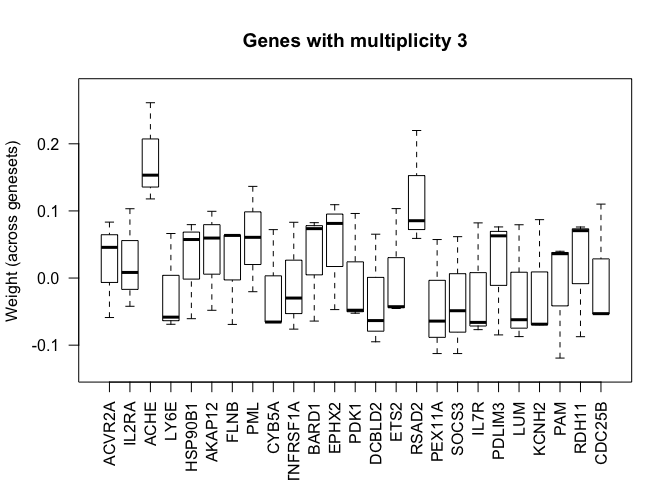 Genes with multiplicity 3
Weight (across genesets)
0.2
0.1
0.0
-0.1
ACVR2A
IL2RA
ACHE
LY6E
HSP90B1
AKAP12
FLNB
PML
CYB5A
TNFRSF1A
BARD1
EPHX2
PDK1
DCBLD2
ETS2
RSAD2
PEX11A
SOCS3
IL7R
PDLIM3
LUM
KCNH2
PAM
RDH11
CDC25B